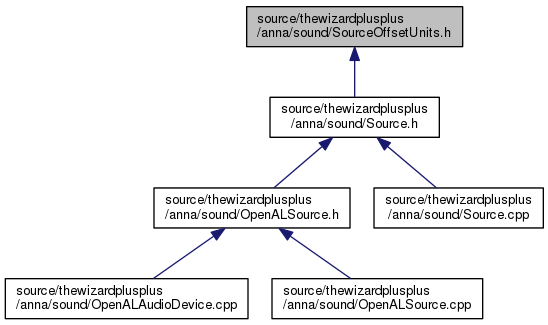 source/thewizardplusplus
/anna/sound/SourceOffsetUnits.h
source/thewizardplusplus
/anna/sound/Source.h
source/thewizardplusplus
/anna/sound/OpenALSource.h
source/thewizardplusplus
/anna/sound/Source.cpp
source/thewizardplusplus
/anna/sound/OpenALAudioDevice.cpp
source/thewizardplusplus
/anna/sound/OpenALSource.cpp